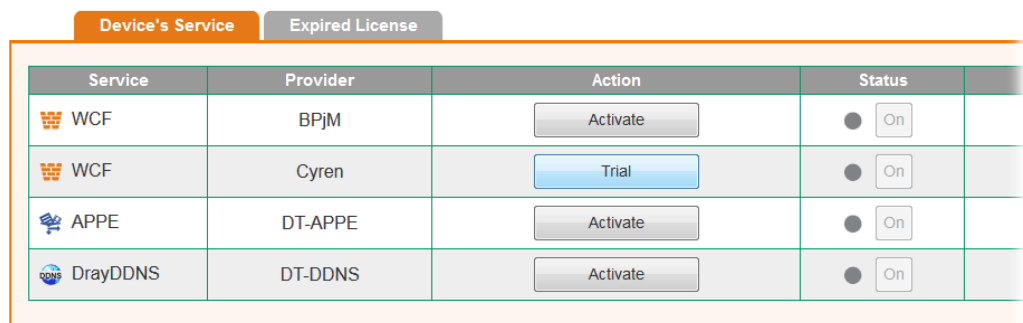 Device's Service Expired License
Service Provider Action Status
WCF BPjM Activate On
WCF Cyren Trial On
APPE DT-APPE Activate On
DDNS DrayDDNS DT-DDNS Activate On